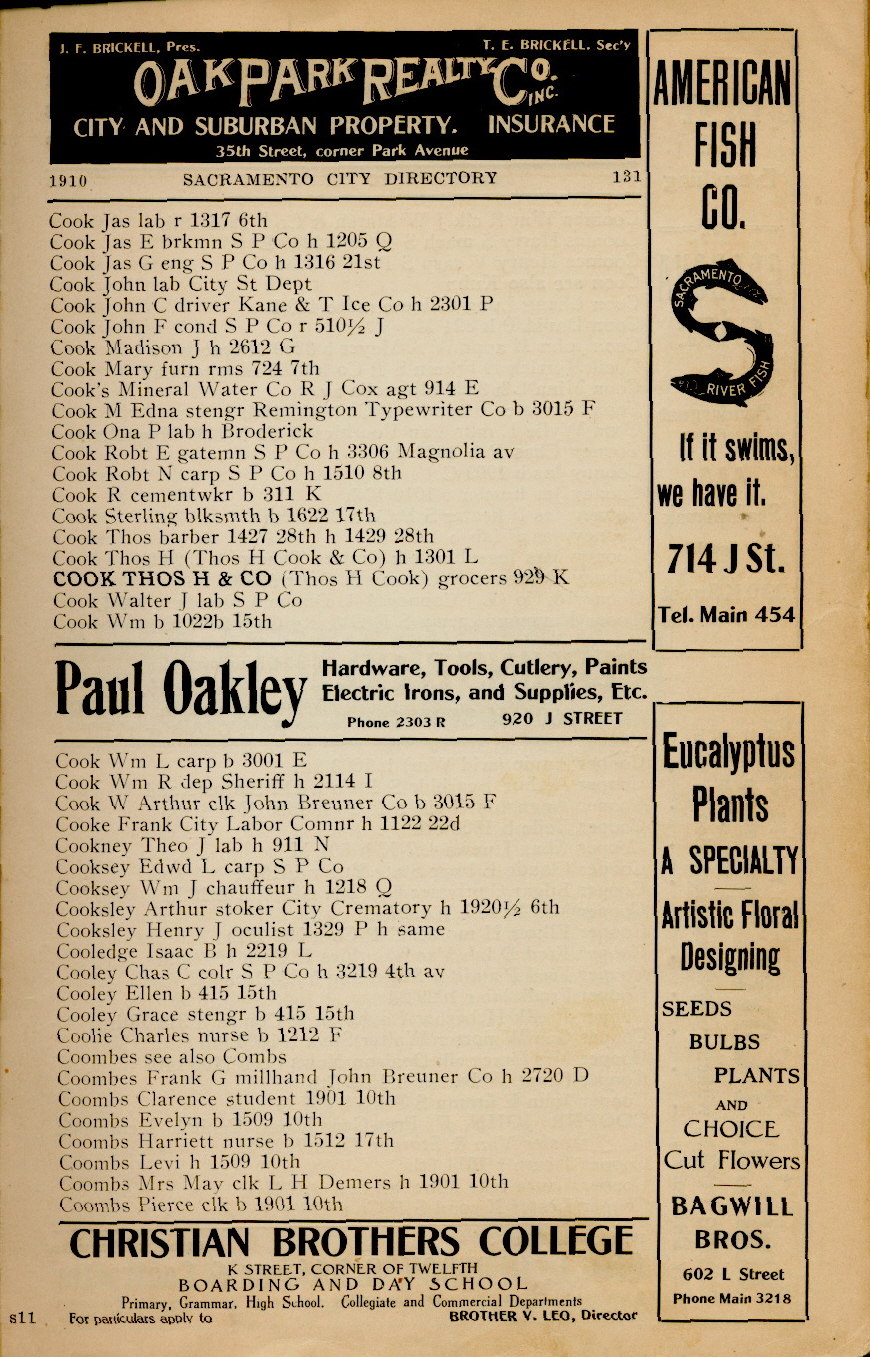 J. F. BRICKELL, Pres. T. E. BRICKELL. Sec'y
OAK PARK REALTY CO. INC.
CITY AND SUBURBAN PROPERTY. INSURANCE
35th Street, corner Park Avenue
1910 SACRAMENTO CITY DIRECTORY 131
Cook Jas lab r 1317 6th
Cook Jas E brkmn S P Co h 1205 Q
Cook Jas G eng S P Co h 1316 21st
Cook John lab City St Dept
Cook John C driver Kane & T Ice Co h 2301 P
Cook John F cond S P Co r 510½ J
Cook Madison J h 2612 G
Cook Mary furn rms 724 7th
Cook's Mineral Water Co R J Cox agt 914 E
Cook M Edna stengr Remington Typewriter Co b 3015 F
Cook Ona P lab h Broderick
Cook Robt E gatemn S P Co h 3306 Magnolia av
Cook Robt N carp S P Co h 1510 8th
Cook R cementwkr b 311 K
Cook Sterling blksmth b 1622 17th
Cook Thos barber 1427 28th h 1429 28th
Cook Thos H (Thos H Cook & Co) h 1301 L
COOK THOS H & CO (Thos H Cook) grocers 929 K
Cook Walter J lab S P Co
Cook Wm b 1022b 15th
Paul Oakley
Hardware, Tools, Cutlery, Paints
Electric Irons, and Supplies, Etc.
Phone 2303 R 920 J STREET
Cook Wm L carp b 3001 E
Cook Wm R dep Sheriff h 2114 I
Cook W Arthur clk John Breuner Co b 3015 F
Cooke Frank City Labor Comnr h 1122 22d
Cookney Theo J lab h 911 N
Cooksey Edwd L carp S P Co
Cooksey Wm J chauffeur h 1218 Q
Cooksley Arthur stoker City Crematory h 1920½ 6th
Cooksley Henry J oculist 1329 P h same
Cooledge Isaac B h 2219 L
Cooley Chas C colr S P Co h 3219 4th av
Cooley Ellen b 415 15th
Cooley Grace stengr b 415 15th
Coolie Charles nurse b 1212 F
Coombes see also Combs
Coombes Frank G millhand John Breuner Co h 2720 D
Coombs Clarence student 1901 10th
Coombs Evelyn b 1509 10th
Coombs Harriett nurse b 1512 17th
Coombs Levi h 1509 10th
Coombs Mrs May clk L H Demers h 1901 10th
Coombs Pierce clk b 1901 10th
CHRISTIAN BROTHERS COLLEGE
K STREET, CORNER OF TWELFTH
BOARDING AND DAY SCHOOL
Primary, Grammar, High School. Collegiate and Commercial Departments
s11 For particulars apply to BROTHER V. LEO, Director
AMERICAN
FISH
CO.
SACRAMENTO
RIVER FISH
If it swims,
we have it.
714 J St.
Tel. Main 454
Eucalyptus
Plants
A SPECIALTY
Artistic Floral
Designing
SEEDS
BULBS
PLANTS
AND
CHOICE
Cut Flowers
BAGWILL
BROS.
602 L Street
Phone Main 3218